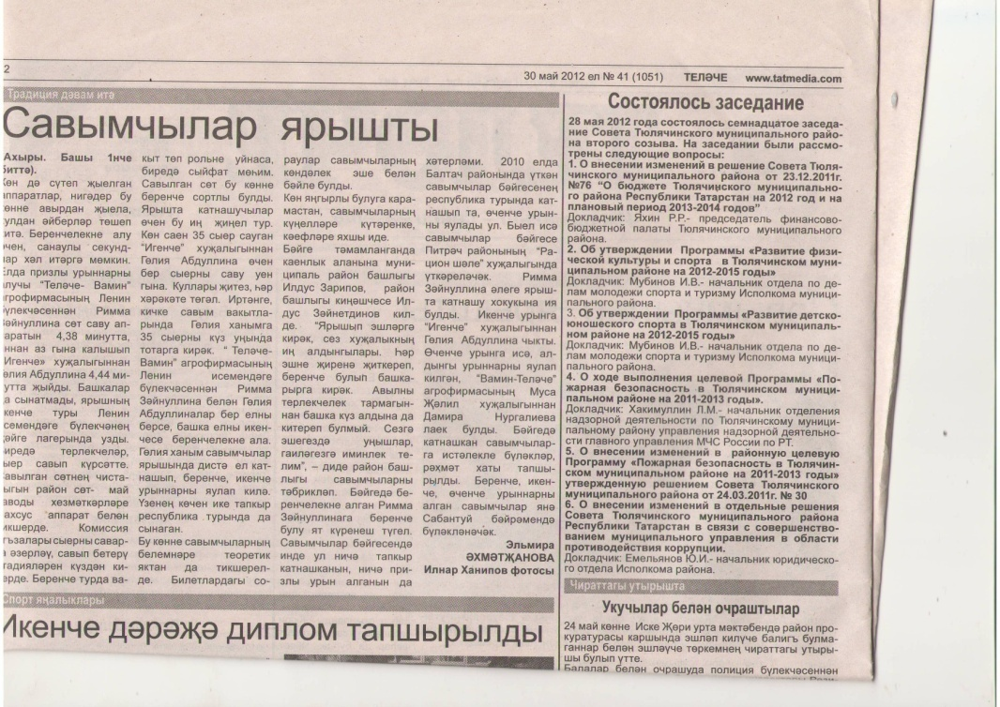 2
30 май 2012 ел № 41 (1051) ТЕЛӘЧЕ www.tatmedia.com
Традиция дәвам итә
Савымчылар ярышты
Ахыры. Башы 1нче
биттә).
Көн дә сүтеп җыелган
аппаратлар, нигәдер бу
көнне авырдан җыела,
кулдан әйберләр төшеп
китә. Беренчелекне алу
өчен, санаулы секунд-
лар хәл итәргә мөмкин.
Елда призлы урыннарны
алучы “Теләче- Вамин”
агрофирмасының Ленин
бүлекчәсеннән Римма
Зәйнуллина сөт саву ап-
паратын 4,38 минутта,
аннан аз гына калышып
«Игенче» хуҗалыгыннан
Гөлия Абдуллина 4,44 ми-
нутта җыйды. Башкалар
да сынатмады, ярышның
икенче туры Ленин
исемендәге бүлекчәнең
җәйге лагерында узды.
Биредә терлекчеләр,
сыер савып күрсәтте.
Савылган сөтнең чиста-
лыгын район сөт- май
заводы хезмәткәрләре
махсус аппарат белән
тикшерде. Комиссия
әгъзалары сыерны савар-
га әзерләү, савып бетерү
стадияләрен күздән ки-
черде. Беренче турда ва-
кыт төп рольне уйнаса,
биредә сыйфат мөһим.
Савылган сөт бу көнне
беренче сортлы булды.
Ярышта катнашучылар
өчен бу иң җиңел тур.
Көн саен 35 сыер сауган
“Игенче” хуҗалыгыннан
Гөлия Абдуллина өчен
бер сыерны саву уен
гына. Куллары җитез, һәр
хәрәкәте төгәл. Иртәнге,
кичке савым вакытла-
рында Гөлия ханымга
35 сыерны күз уңында
тотарга кирәк. “ Теләче-
Вамин” агрофирмасының
Ленин исемендәге
бүлекчәсеннән Римма
Зәйнуллина белән Гөлия
Абдуллиналар бер елны
берсе, башка елны икен-
чесе беренчелекне ала.
Гөлия ханым савымчылар
ярышында дистә ел кат-
нашып, беренче, икенче
урыннарны яулап килә.
Үзенең көчен ике тапкыр
республика турында да
сынаган.
Бу көнне савымчыларның
белемнәре теоретик
яктан да тикшерел-
де. Билетлардагы со-
раулар савымчыларның
көндәлек эше белән
бәйле булды.
Көн яңгырлы булуга кара-
мастан, савымчыларның
күңелләре күтәренке,
кәефләре яхшы иде.
Бәйге тәмамланганда
каенлык аланына муни-
ципаль район башлыгы
Илдус Зарипов, район
башлыгы киңәшчесе Ил-
дус Зәйнетдинов кил-
де. “Ярышып эшләргә
кирәк, сез хуҗалыкның
иң алдынгылары. Һәр
эшне җиренә җиткереп,
беренче булып башка-
рырга кирәк. Авылны
терлекчелек тармагын-
нан башка күз алдына да
китереп булмый. Сезгә
эшегездә уңышлар,
гаиләгезгә иминлек те-
лим”, – диде район баш-
лыгы савымчыларны
тәбрикләп. Бәйгедә бе-
ренчелекне алган Римма
Зәйнуллинага беренче
булу ят күренеш түгел.
Савымчылар бәйгесендә
инде ул ничә тапкыр
катнашканын, ничә при-
злы урын алганын да
хәтерләми. 2010 елда
Балтач районында үткән
савымчылар бәйгесенең
республика турында кат-
нашып та, өченче урын-
ны яулады ул. Быел исә
савымчылар бәйгесе
Питрәч районының “Ра-
цион шәле” хуҗалыгында
үткәреләчәк. Римма
Зәйнуллина әлеге ярыш-
та катнашу хокукына ия
булды. Икенче урынга
“Игенче” хуҗалыгыннан
Гөлия Абдуллина чыкты.
Өченче урынга исә, ал-
дынгы урыннарны яулап
килгән, “Вамин-Теләче”
агрофирмасының Муса
Җәлил хуҗалыгыннан
Дамира Нургалиева
лаек булды. Бәйгедә
катнашкан савымчылар-
га истәлекле бүләкләр,
рәхмәт хаты тапшы-
рылды. Беренче, икен-
че, өченче урыннарны
алган савымчылар янә
Сабантуй бәйрәмендә
бүләкләнәчәк.
Эльмира
ӘХМӘТҖАНОВА
Илнар Ханипов фотосы
Спорт яңалыклары
Икенче дәрәҗә диплом тапшырылды
Состоялось заседание
28 мая 2012 года состоялось семнадцатое заседа-
ние Совета Тюлячинского муниципального райо-
на второго созыва. На заседании были рассмо-
трены следующие вопросы:
1. О внесении изменений в решение Совета Тюля-
чинского муниципального района от 23.12.2011г.
№76 “О бюджете Тюлячинского муниципально-
го района Республики Татарстан на 2012 год и на
плановый период 2013-2014 годов”
Докладчик: Яхин Р.Р.- председатель финансово-
бюджетной палаты Тюлячинского муниципального
района.
2. Об утверждении Программы «Развитие физи-
ческой культуры и спорта в Тюлячинском муни-
ципальном районе на 2012-2015 годы»
Докладчик: Мубинов И.В.- начальник отдела по де-
лам молодежи спорта и туризму Исполкома муници-
пального района.
3. Об утверждении Программы «Развитие детско-
юношеского спорта в Тюлячинском муниципаль-
ном районе на 2012-2015 годы»
Докладчик: Мубинов И.В.- начальник отдела по де-
лам молодежи спорта и туризму Исполкома муници-
пального района.
4. О ходе выполнения целевой Программы «По-
жарная безопасность в Тюлячинском муници-
пальном районе на 2011-2013 годы».
Докладчик: Хакимуллин Л.М.- начальник отделения
надзорной деятельности по Тюлячинскому муници-
пальному району управления надзорной деятельнос-
ти главного управления МЧС России по РТ.
5. О внесении изменений в районную целевую
Программу «Пожарная безопасность в Тюлячин-
ском муниципальном районе на 2011-2013 годы»
утвержденную решением Совета Тюлячинского
муниципального района от 24.03.2011г. № 30
6. О внесении изменений в отдельные решения
Совета Тюлячинского муниципального района
Республики Татарстан в связи с совершенство-
ванием муниципального управления в области
противодействия коррупции.
Докладчик: Емельянов Ю.И.- начальник юридическо-
го отдела Исполкома района.
Чираттагы утырышта
Укучылар белән очраштылар
24 май көнне Иске Җөри урта мәктәбендә район про-
куратурасы каршында эшләп килүче балигъ булма-
ганнар белән эшләүче төркемнең чираттагы утыры-
шы булып үтте.
Балалар белән очрашуда полиция бүлекчәсеннән